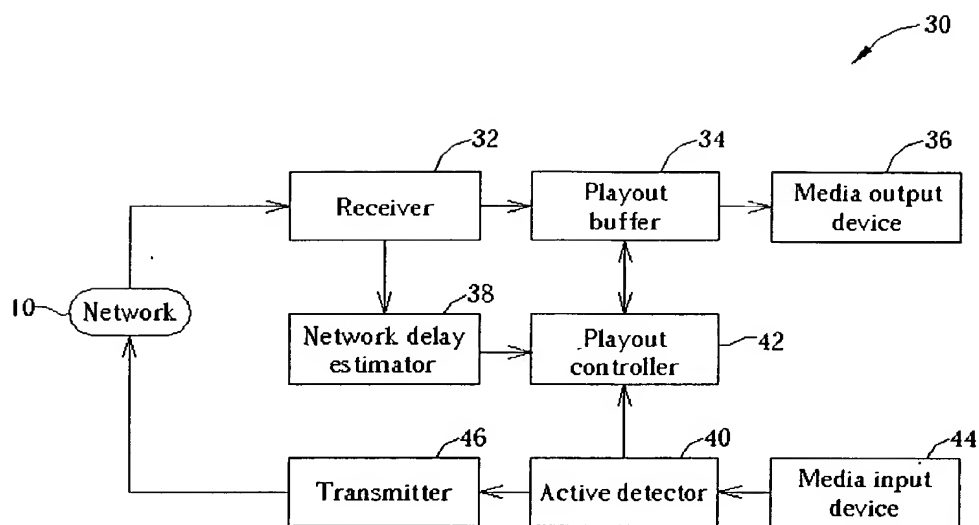 30
32
34
36
Receiver
Playout
buffer
Media output
device
10
Network
38
Network delay
estimator
Playout
controller
42
46
40
44
Transmitter
Active detector
Media input
device